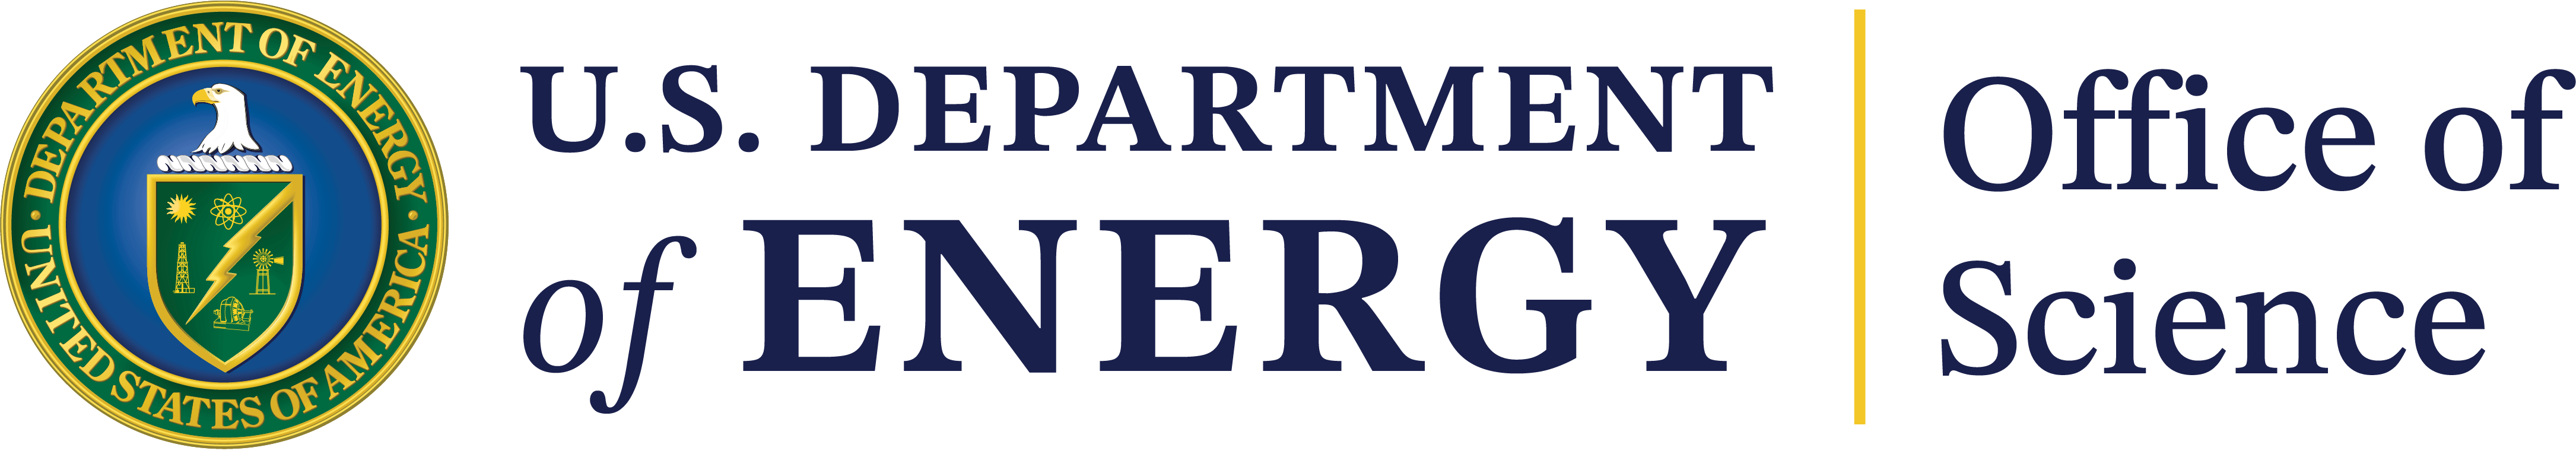 DEPARTMENT OF ENERGY
UNITED STATES OF AMERICA
U.S. DEPARTMENT
of ENERGY
Office of
Science